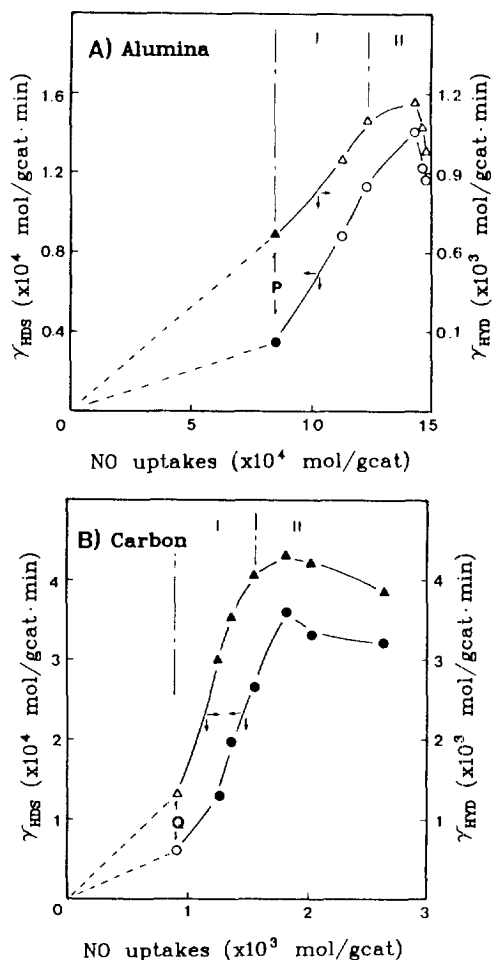 A) Alumina
I
II
1.6
1.2
0.8
0.4
0
1.2
0.9
0.6
0.1
P
γHDS (x10⁴ mol/gcat·min)
γHYD (x10³ mol/gcat·min)
0
5
10
15
NO uptakes (x10⁴ mol/gcat)
B) Carbon
I
II
4
3
2
1
0
4
3
2
1
Q
γHDS (x10⁴ mol/gcat·min)
γHYD (x10³ mol/gcat·min)
1
2
3
NO uptakes (x10³ mol/gcat)